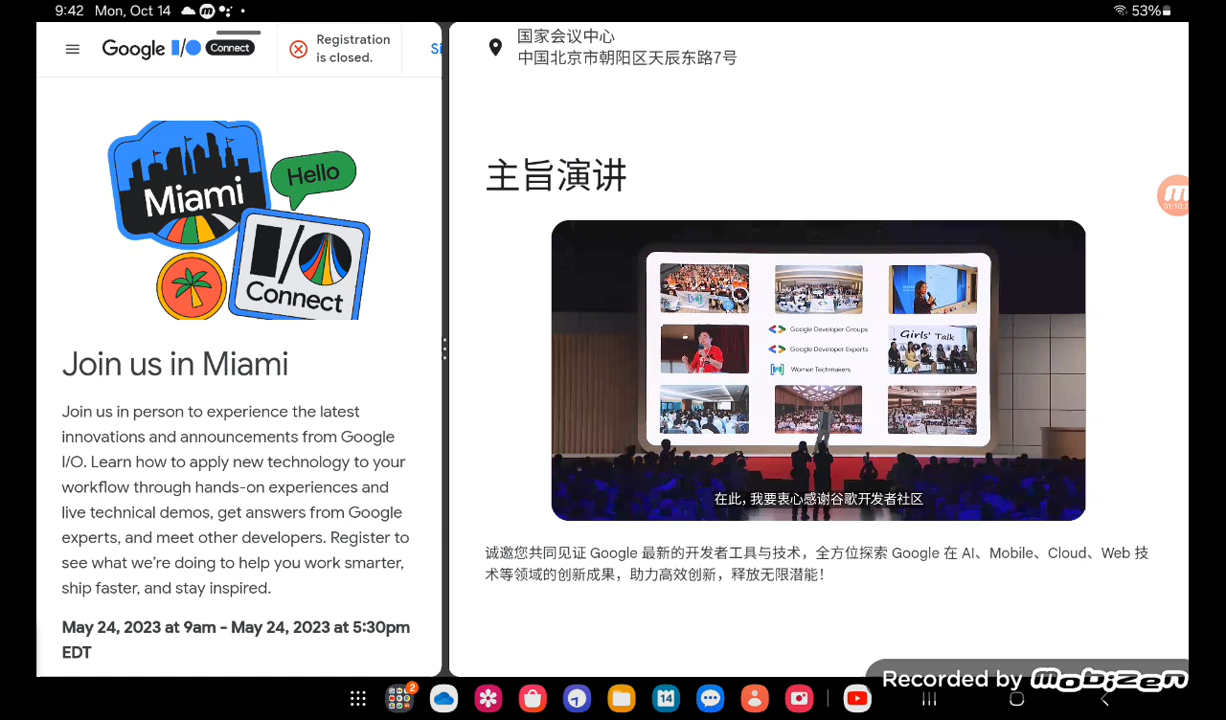 9:42 Mon, Oct 14
53%
Google I/O Connect
Registration
is closed.
Si
Miami
Hello
I/O
Connect
Join us in Miami
Join us in person to experience the latest
innovations and announcements from Google
I/O. Learn how to apply new technology to your
workflow through hands-on experiences and
live technical demos, get answers from Google
experts, and meet other developers. Register to
see what we're doing to help you work smarter,
ship faster, and stay inspired.
May 24, 2023 at 9am - May 24, 2023 at 5:30pm
EDT
国家会议中心
中国北京市朝阳区天辰东路7号
主旨演讲
Google Developer Groups
Google Developer Experts
Women Techmakers
Girls' Talk
在此，我要衷心感谢谷歌开发者社区
诚邀您共同见证 Google 最新的开发者工具与技术，全方位探索 Google 在 AI、Mobile、Cloud、Web 技
术等领域的创新成果，助力高效创新，释放无限潜能！
2
14
Recorded by mobizen